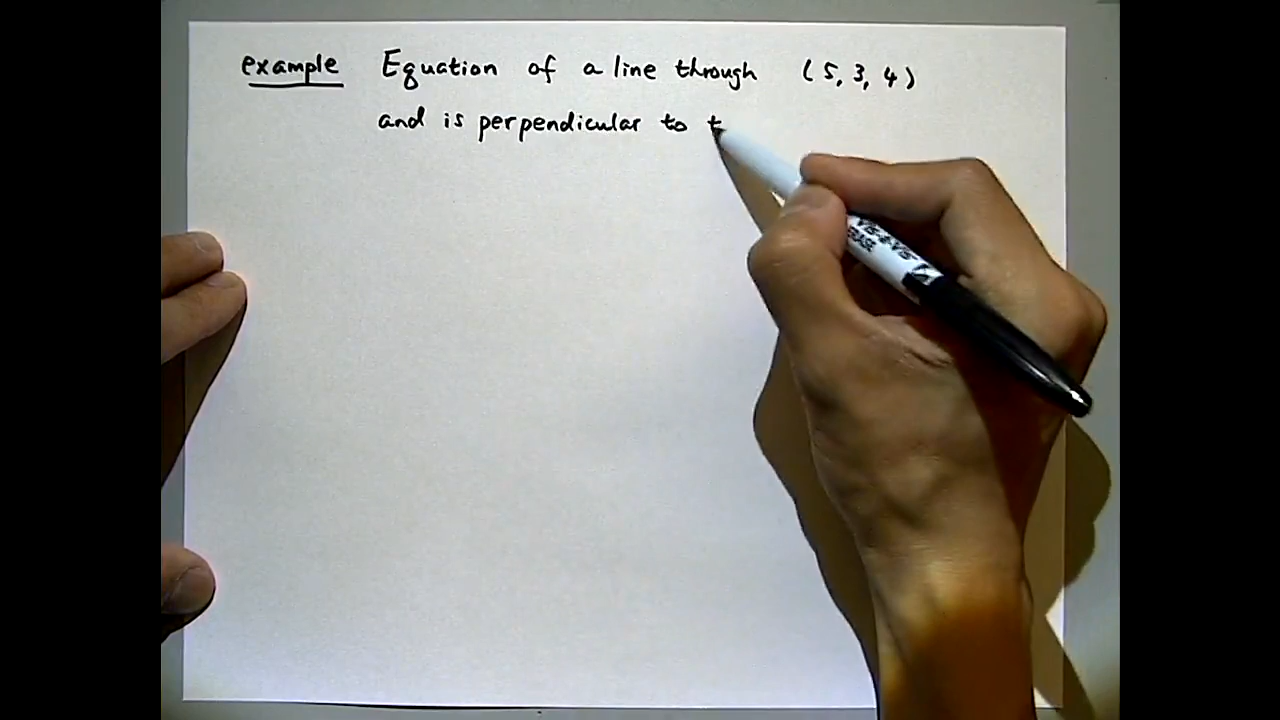 example Equation of a line through (5, 3, 4)
and is perpendicular to t